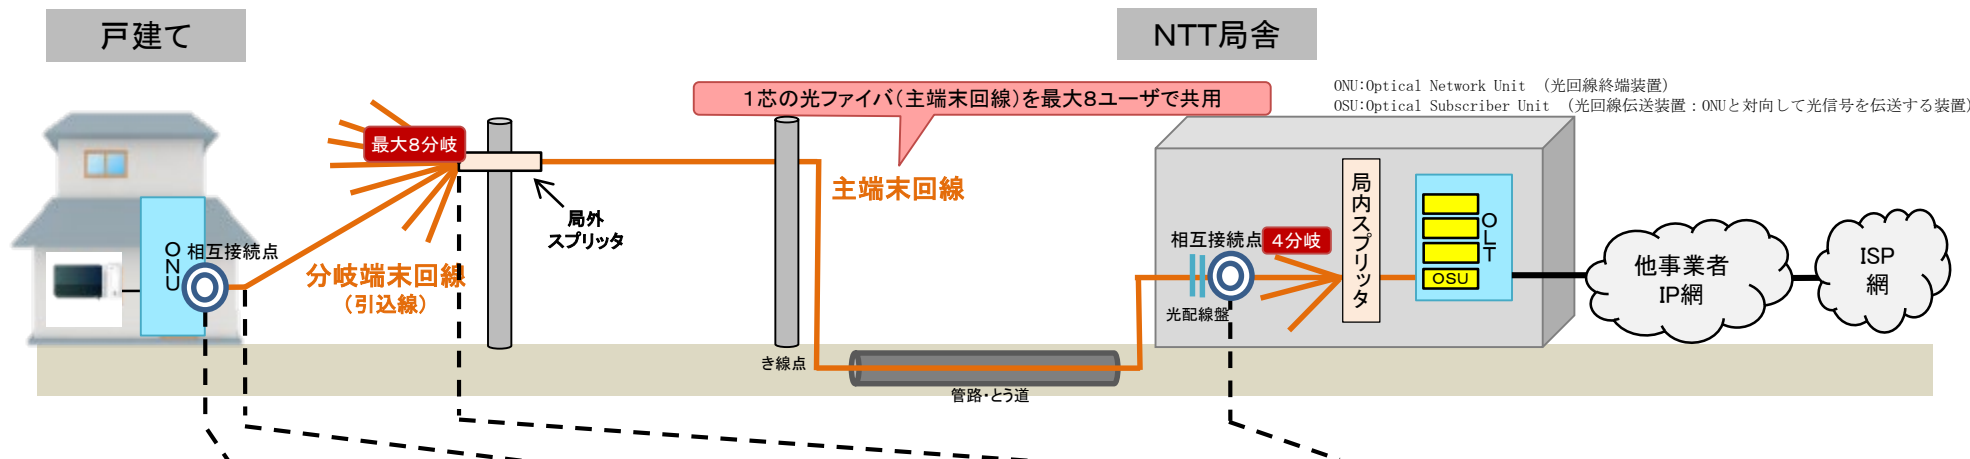 戸建て
NTT局舎
ONU:Optical Network Unit (光回線終端装置)
OSU:Optical Subscriber Unit (光回線伝送装置：ONUと対向して光信号を伝送する装置)
1芯の光ファイバ(主端末回線)を最大8ユーザで共用
最大8分岐
主端末回線
局外
スプリッタ
ONU
相互接続点
分岐端末回線
(引込線)
き線点
管路・とう道
相互接続点
4分岐
光配線盤
局内スプリッタ
OLT
OSU
他事業者
IP網
ISP
網